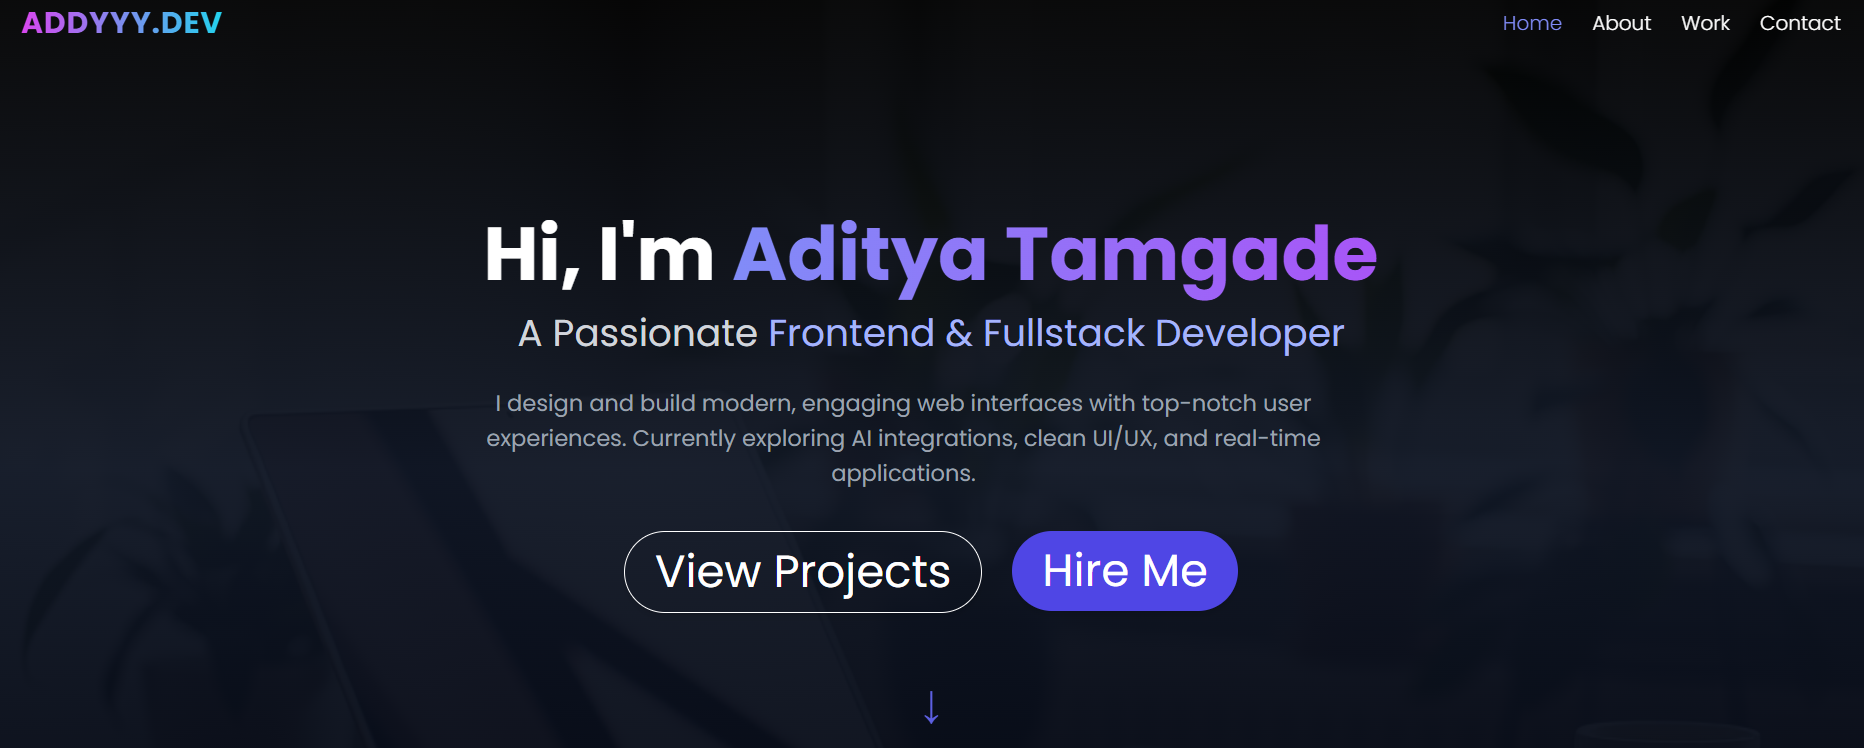 ADDYYY.DEV
Home About Work Contact
Hi, I'm Aditya Tamgade
A Passionate Frontend & Fullstack Developer
I design and build modern, engaging web interfaces with top-notch user
experiences. Currently exploring AI integrations, clean UI/UX, and real-time
applications.
View Projects
Hire Me
↓